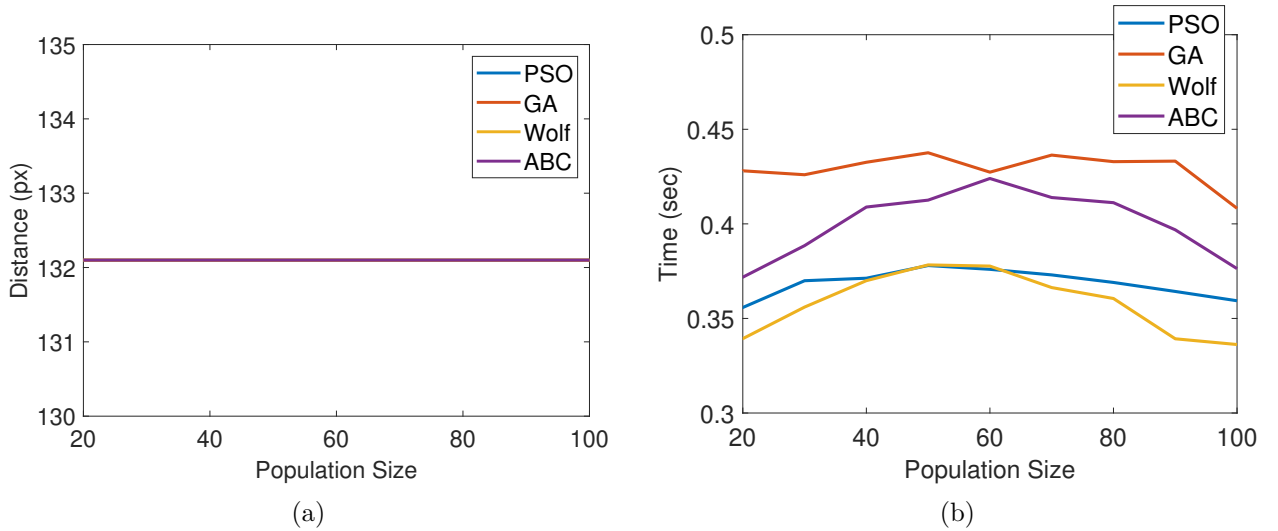 135
134
133
132
131
130
20
40
60
80
100
Distance (px)
Population Size
PSO
GA
Wolf
ABC
(a)
0.5
0.45
0.4
0.35
0.3
20
40
60
80
100
Time (sec)
Population Size
PSO
GA
Wolf
ABC
(b)